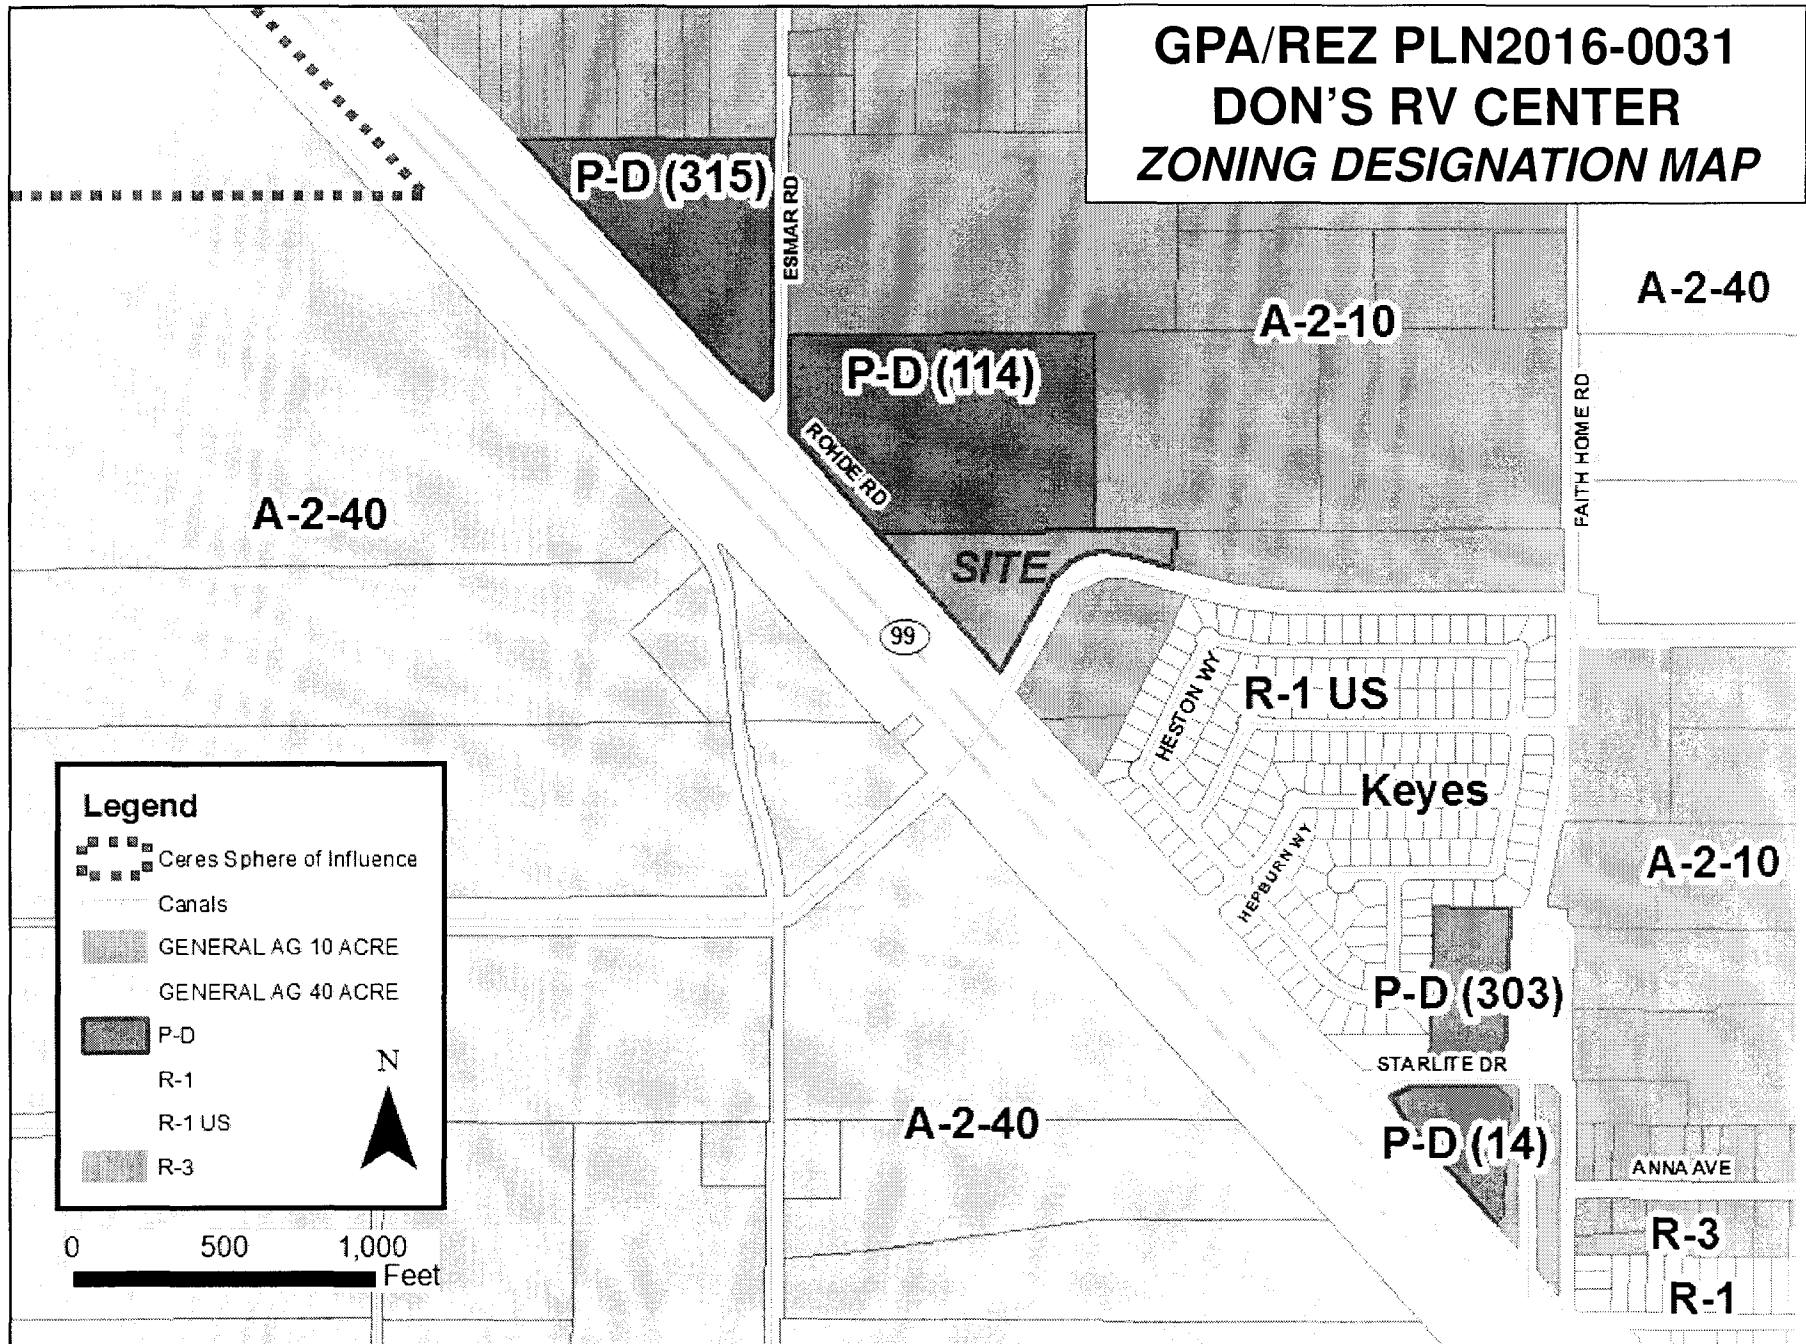 GPA/REZ PLN2016-0031
DON'S RV CENTER
ZONING DESIGNATION MAP
P-D (315)
ESMAR RD
A-2-40
A-2-10
P-D (114)
FAITH HOME RD
ROHDE RD
A-2-40
SITE
99
HESTON WY
R-1 US
Keyes
HEPBURN WY
A-2-10
P-D (303)
STARLITE DR
A-2-40
P-D (14)
ANNA AVE
R-3
R-1
Legend
Ceres Sphere of Influence
Canals
GENERAL AG 10 ACRE
GENERAL AG 40 ACRE
P-D
R-1
R-1 US
R-3
N
0 500 1,000
Feet